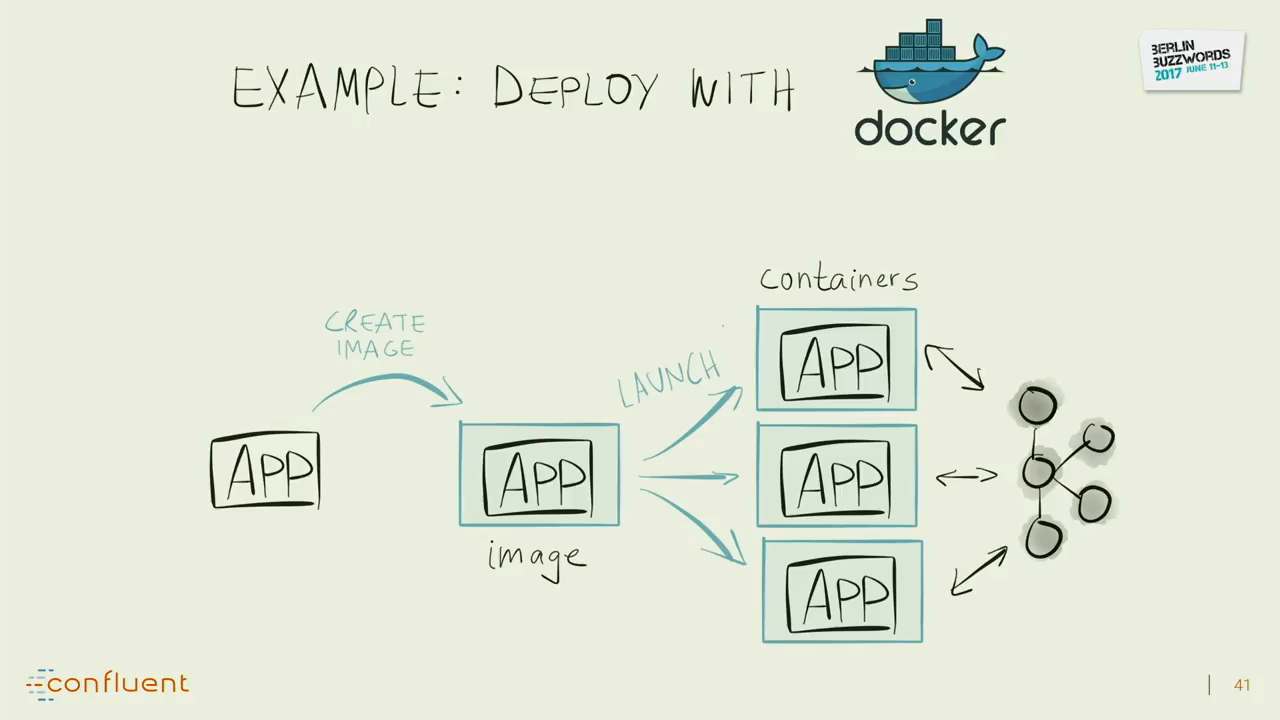 EXAMPLE: DEPLOY WITH
docker
BERLIN
BUZZWORDS
2017 JUNE 11-13
containers
CREATE
IMAGE
LAUNCH
APP
APP
APP
APP
APP
image
confluent
41